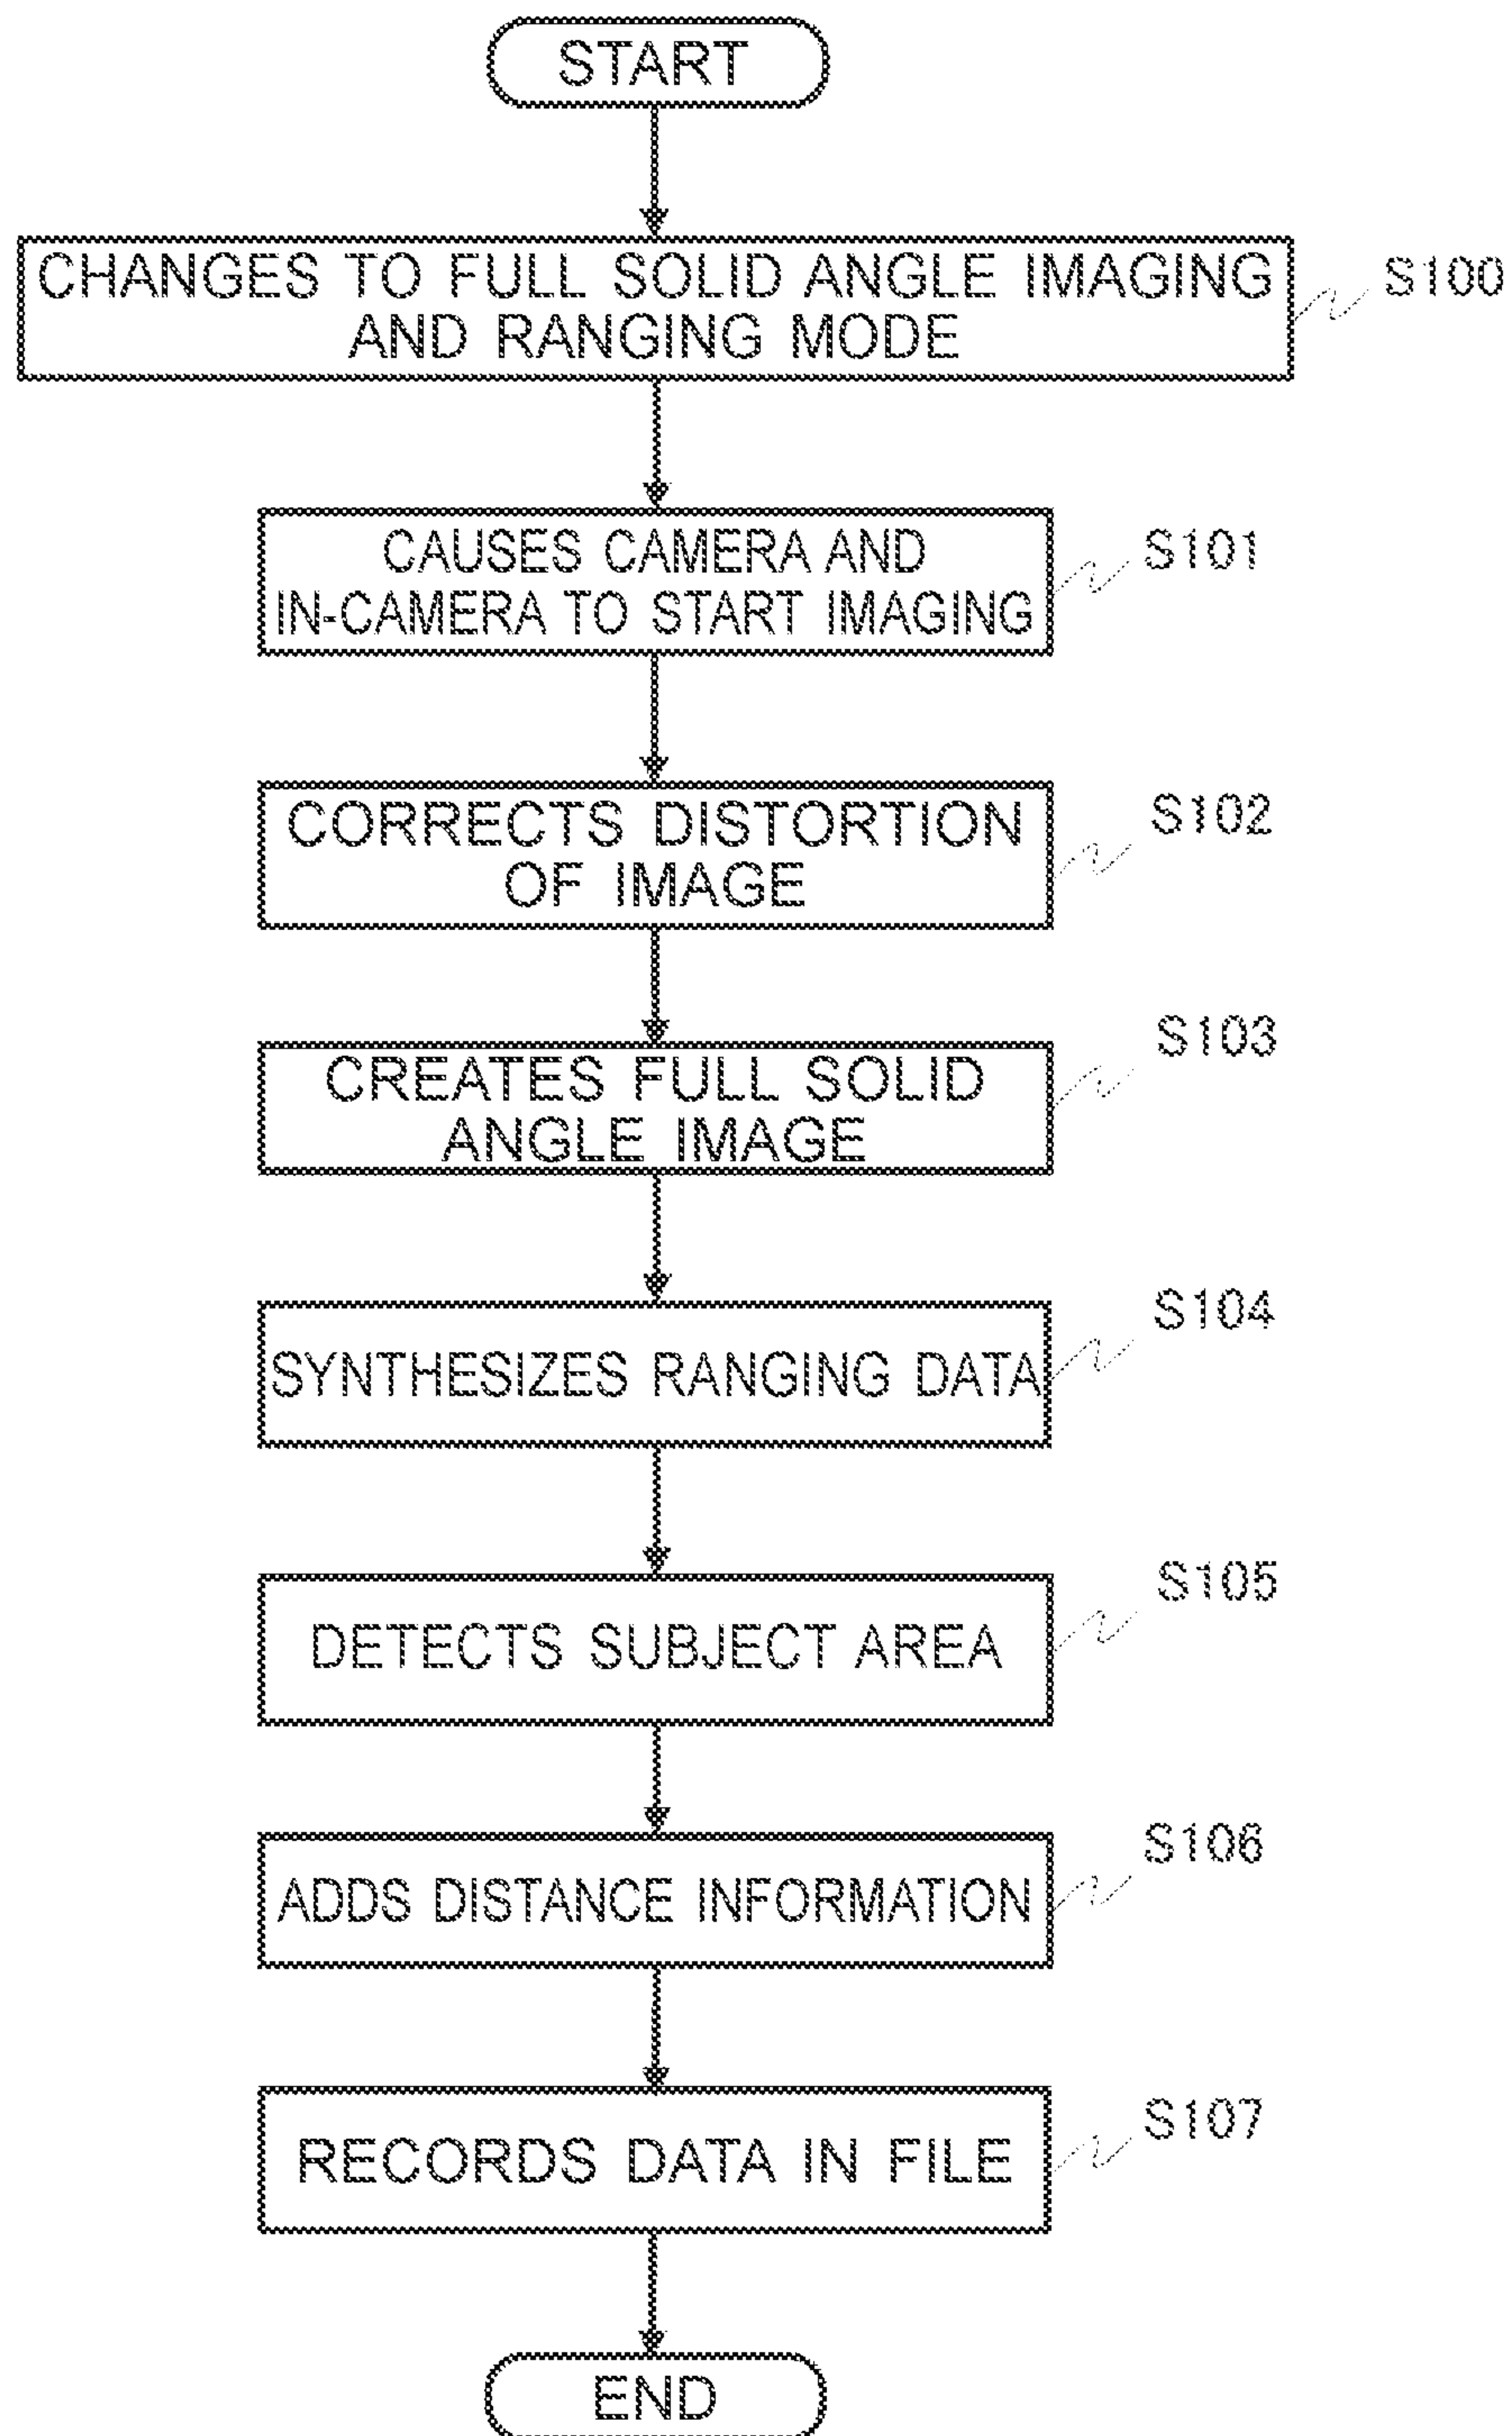 START
CHANGES TO FULL SOLID ANGLE IMAGING
AND RANGING MODE
S100
CAUSES CAMERA AND
IN-CAMERA TO START IMAGING
S101
CORRECTS DISTORTION
OF IMAGE
S102
CREATES FULL SOLID
ANGLE IMAGE
S103
SYNTHESIZES RANGING DATA
S104
DETECTS SUBJECT AREA
S105
ADDS DISTANCE INFORMATION
S106
RECORDS DATA IN FILE
S107
END